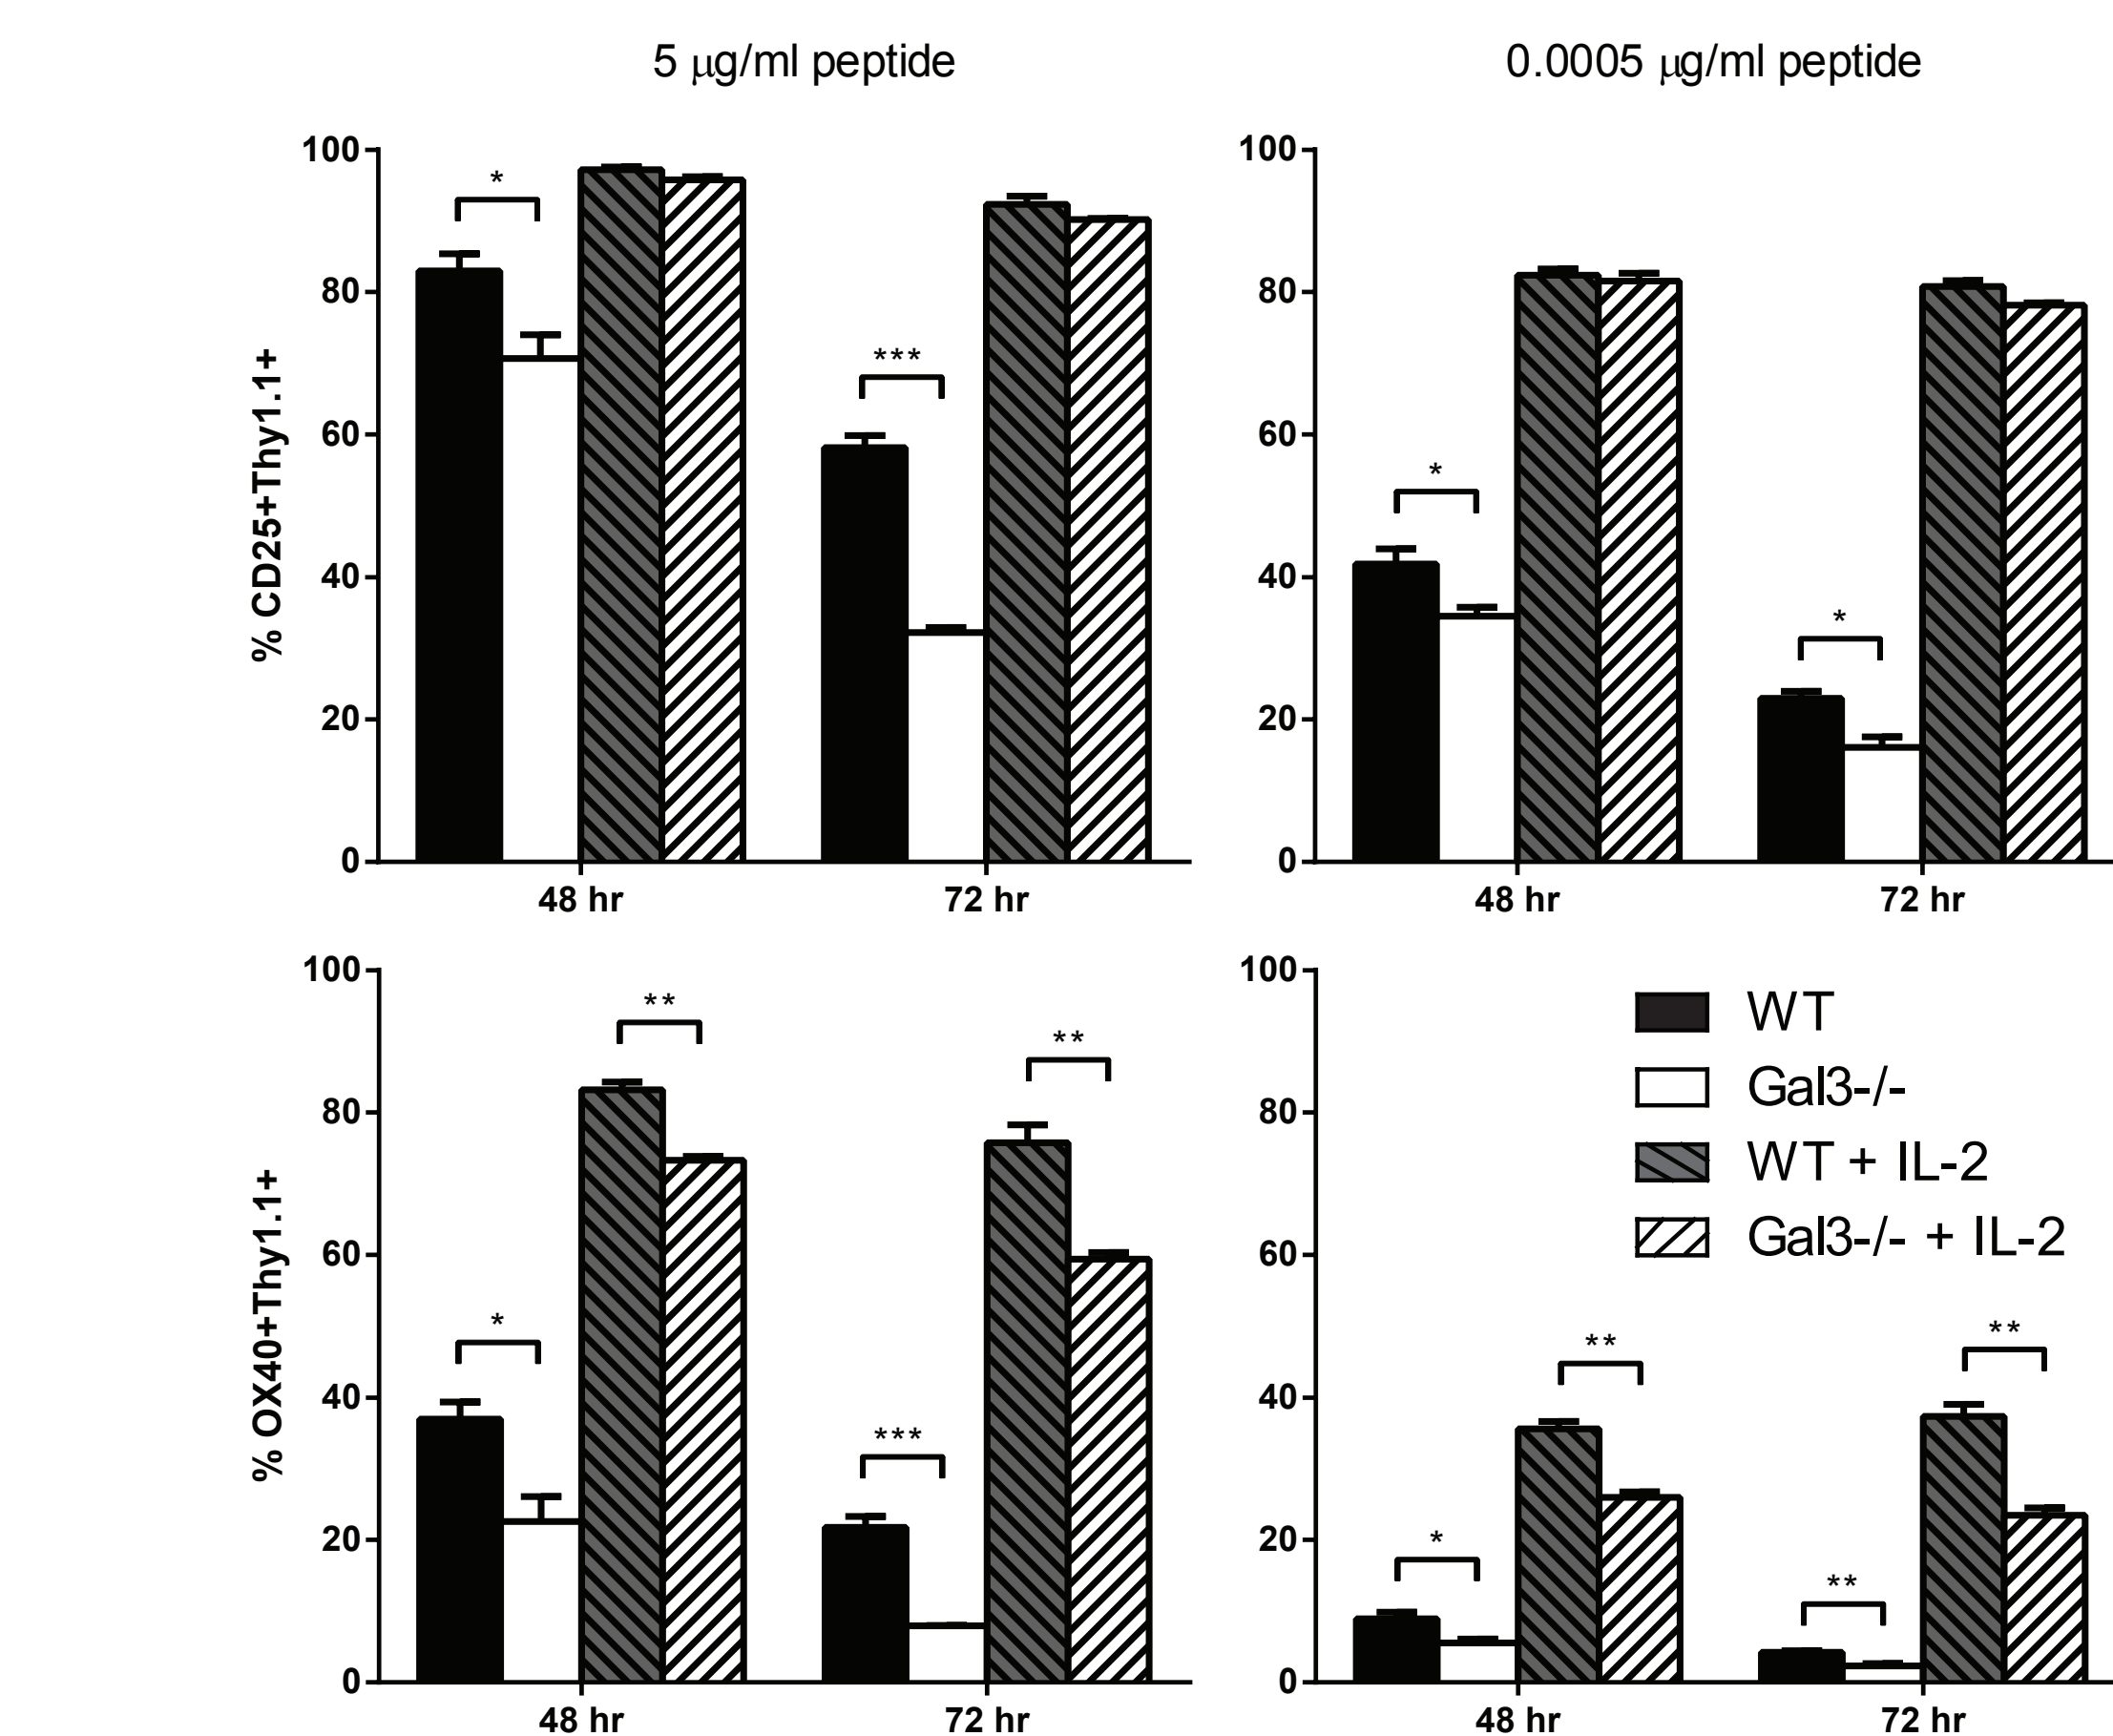 5 μg/ml peptide
0.0005 μg/ml peptide
% CD25+Thy1.1+
100
80
60
40
20
0
*
***
48 hr
72 hr
100
80
60
40
20
0
*
*
48 hr
72 hr
% OX40+Thy1.1+
100
80
60
40
20
0
*
**
***
**
48 hr
72 hr
100
80
60
40
20
0
WT
Gal3-/-
WT + IL-2
Gal3-/- + IL-2
*
**
**
**
48 hr
72 hr